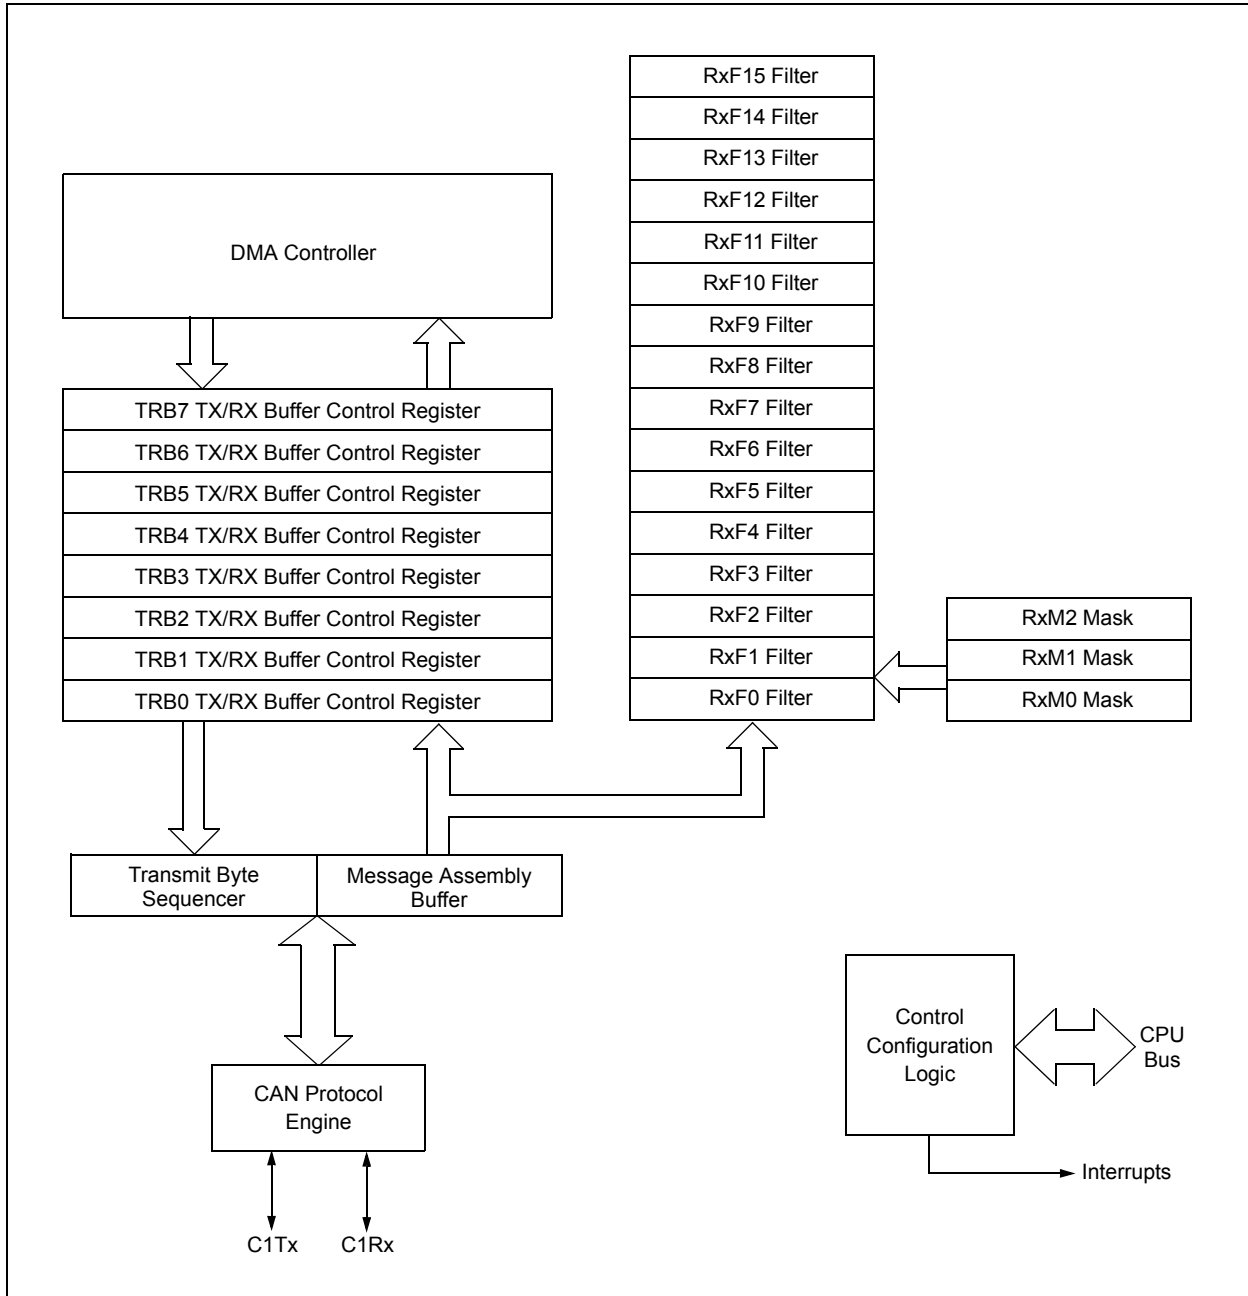 RxF15 Filter
RxF14 Filter
RxF13 Filter
RxF12 Filter
RxF11 Filter
RxF10 Filter
RxF9 Filter
RxF8 Filter
RxF7 Filter
RxF6 Filter
RxF5 Filter
RxF4 Filter
RxF3 Filter
RxF2 Filter
RxF1 Filter
RxF0 Filter
DMA Controller
TRB7 TX/RX Buffer Control Register
TRB6 TX/RX Buffer Control Register
TRB5 TX/RX Buffer Control Register
TRB4 TX/RX Buffer Control Register
TRB3 TX/RX Buffer Control Register
TRB2 TX/RX Buffer Control Register
TRB1 TX/RX Buffer Control Register
TRB0 TX/RX Buffer Control Register
RxM2 Mask
RxM1 Mask
RxM0 Mask
Transmit Byte
Sequencer
Message Assembly
Buffer
CAN Protocol
Engine
C1Tx
C1Rx
Control
Configuration
Logic
CPU
Bus
Interrupts